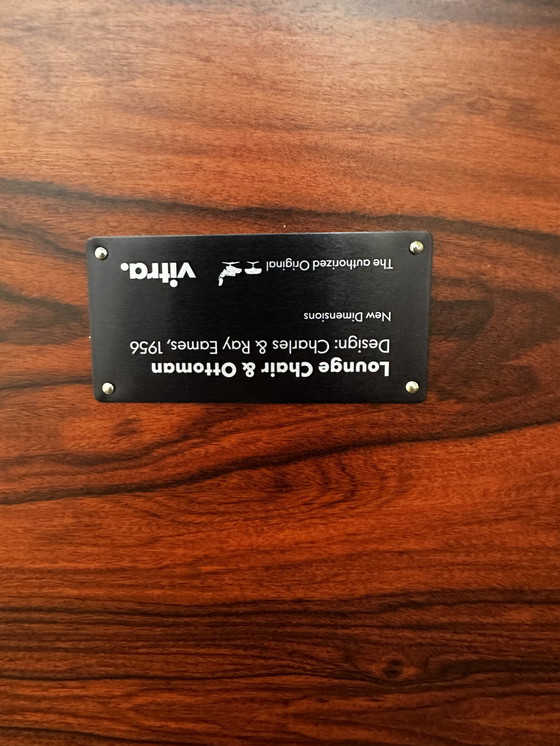 Lounge Chair & Ottoman
Design: Charles & Ray Eames, 1956
New Dimensions
The authorized Original
vitra.